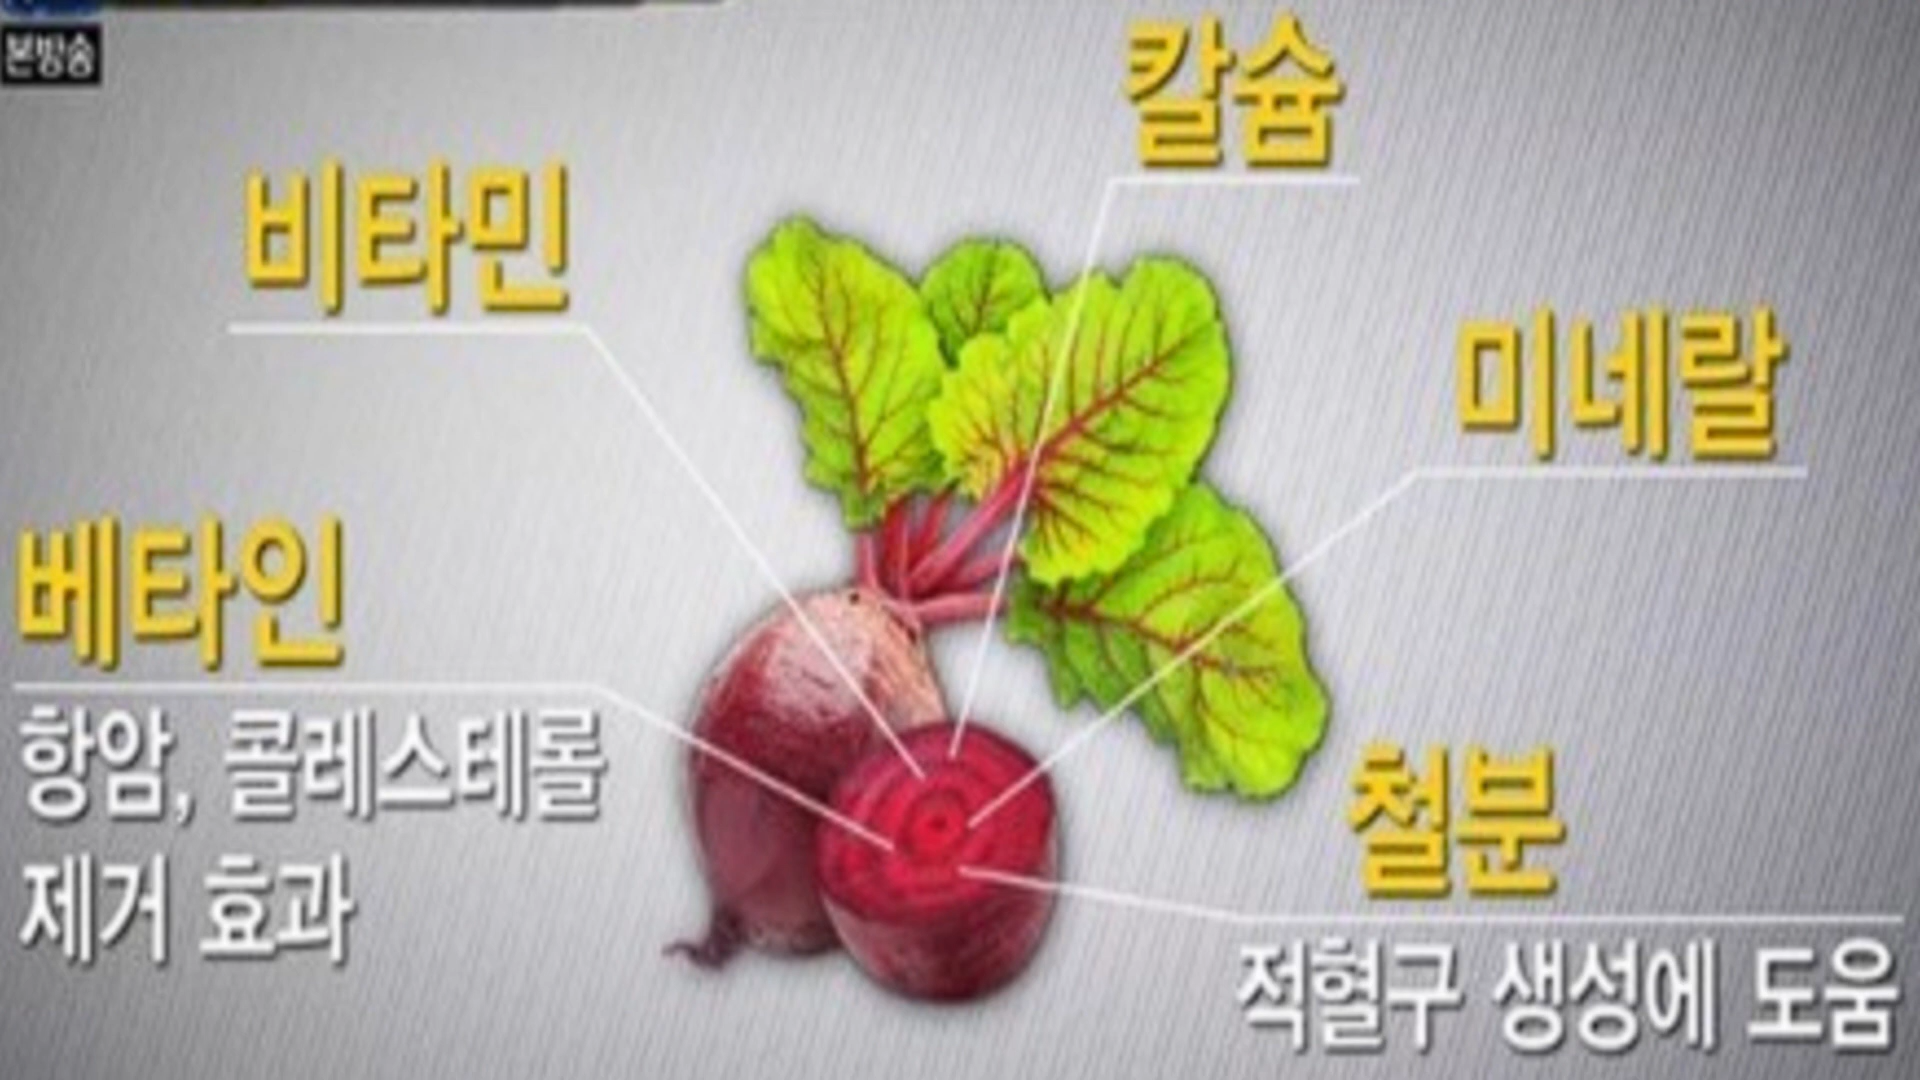 본방송
칼슘
비타민
미네랄
베타인
항암, 콜레스테롤
제거 효과
철분
적혈구 생성에 도움